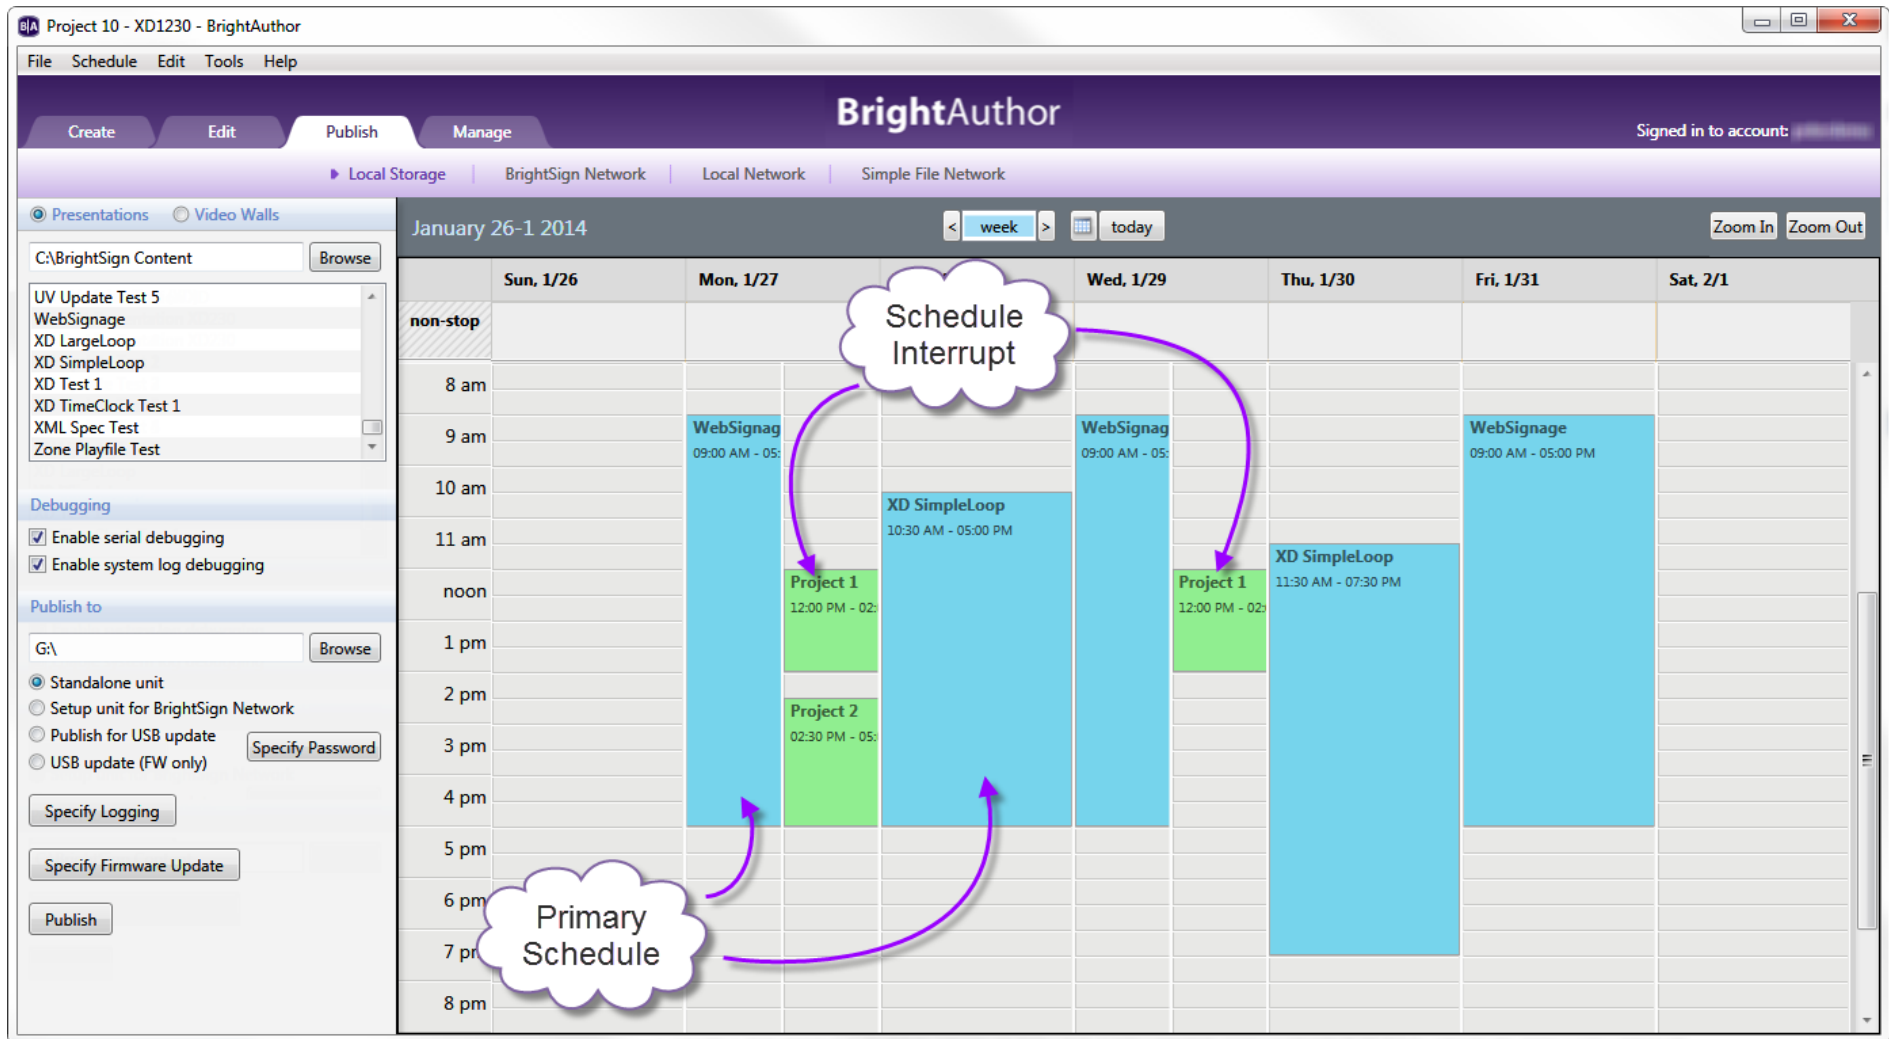 Project 10 - XD1230 - BrightAuthor
File Schedule Edit Tools Help
BrightAuthor
Create Edit Publish Manage
Signed in to account:
Local Storage BrightSign Network Local Network Simple File Network
Presentations Video Walls
C:\BrightSign Content Browse
UV Update Test 5
WebSignage
XD LargeLoop
XD SimpleLoop
XD Test 1
XD TimeClock Test 1
XML Spec Test
Zone Playfile Test
Debugging
Enable serial debugging
Enable system log debugging
Publish to
G:\ Browse
Standalone unit
Setup unit for BrightSign Network
Publish for USB update
USB update (FW only)
Specify Password
Specify Logging
Specify Firmware Update
Publish
January 26-1 2014 < week > today Zoom In Zoom Out
Sun, 1/26 Mon, 1/27 Wed, 1/29 Thu, 1/30 Fri, 1/31 Sat, 2/1
non-stop
Schedule
Interrupt
8 am
9 am
10 am
11 am
noon
1 pm
2 pm
3 pm
4 pm
5 pm
6 pm
7 pm
8 pm
WebSignag
09:00 AM - 05:
Project 1
12:00 PM - 02:
Project 2
02:30 PM - 05:
XD SimpleLoop
10:30 AM - 05:00 PM
WebSignag
09:00 AM - 05:
Project 1
12:00 PM - 02:
XD SimpleLoop
11:30 AM - 07:30 PM
WebSignage
09:00 AM - 05:00 PM
Primary
Schedule